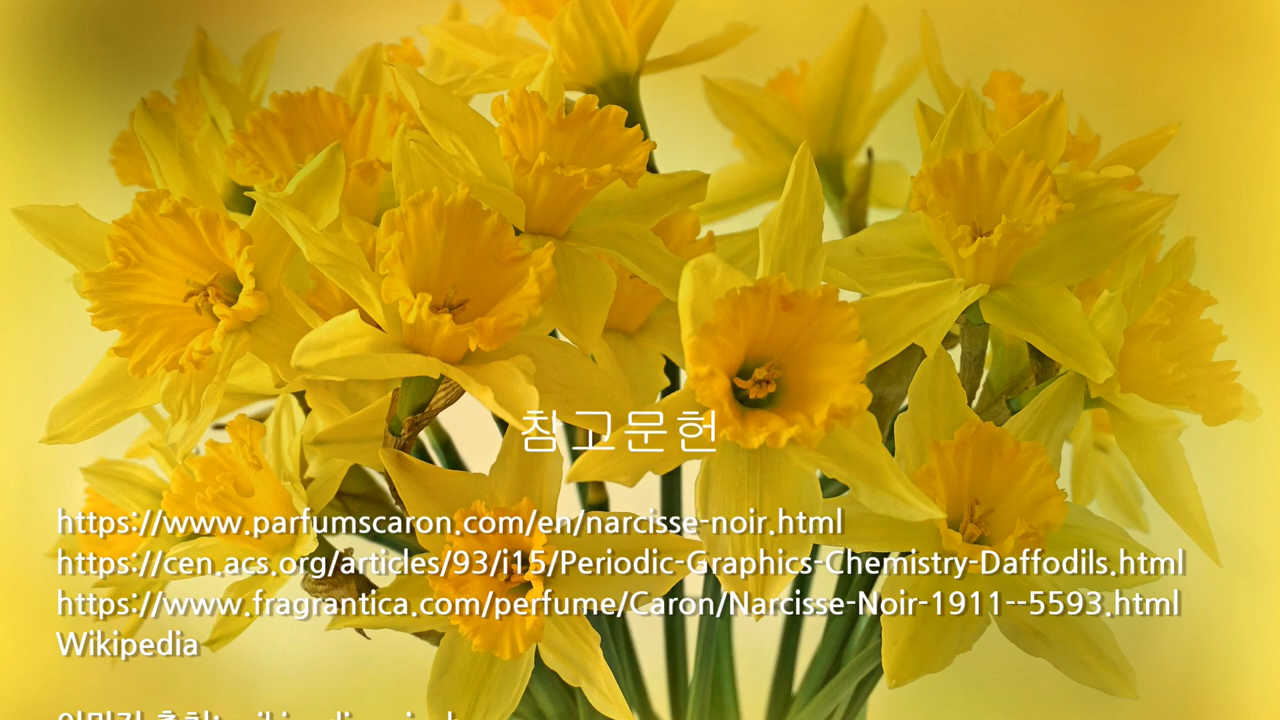 참고문헌
https://www.parfumscaron.com/en/narcisse-noir.html
https://cen.acs.org/articles/93/i15/Periodic-Graphics-Chemistry-Daffodils.html
https://www.fragrantica.com/perfume/Caron/Narcisse-Noir-1911--5593.html
Wikipedia